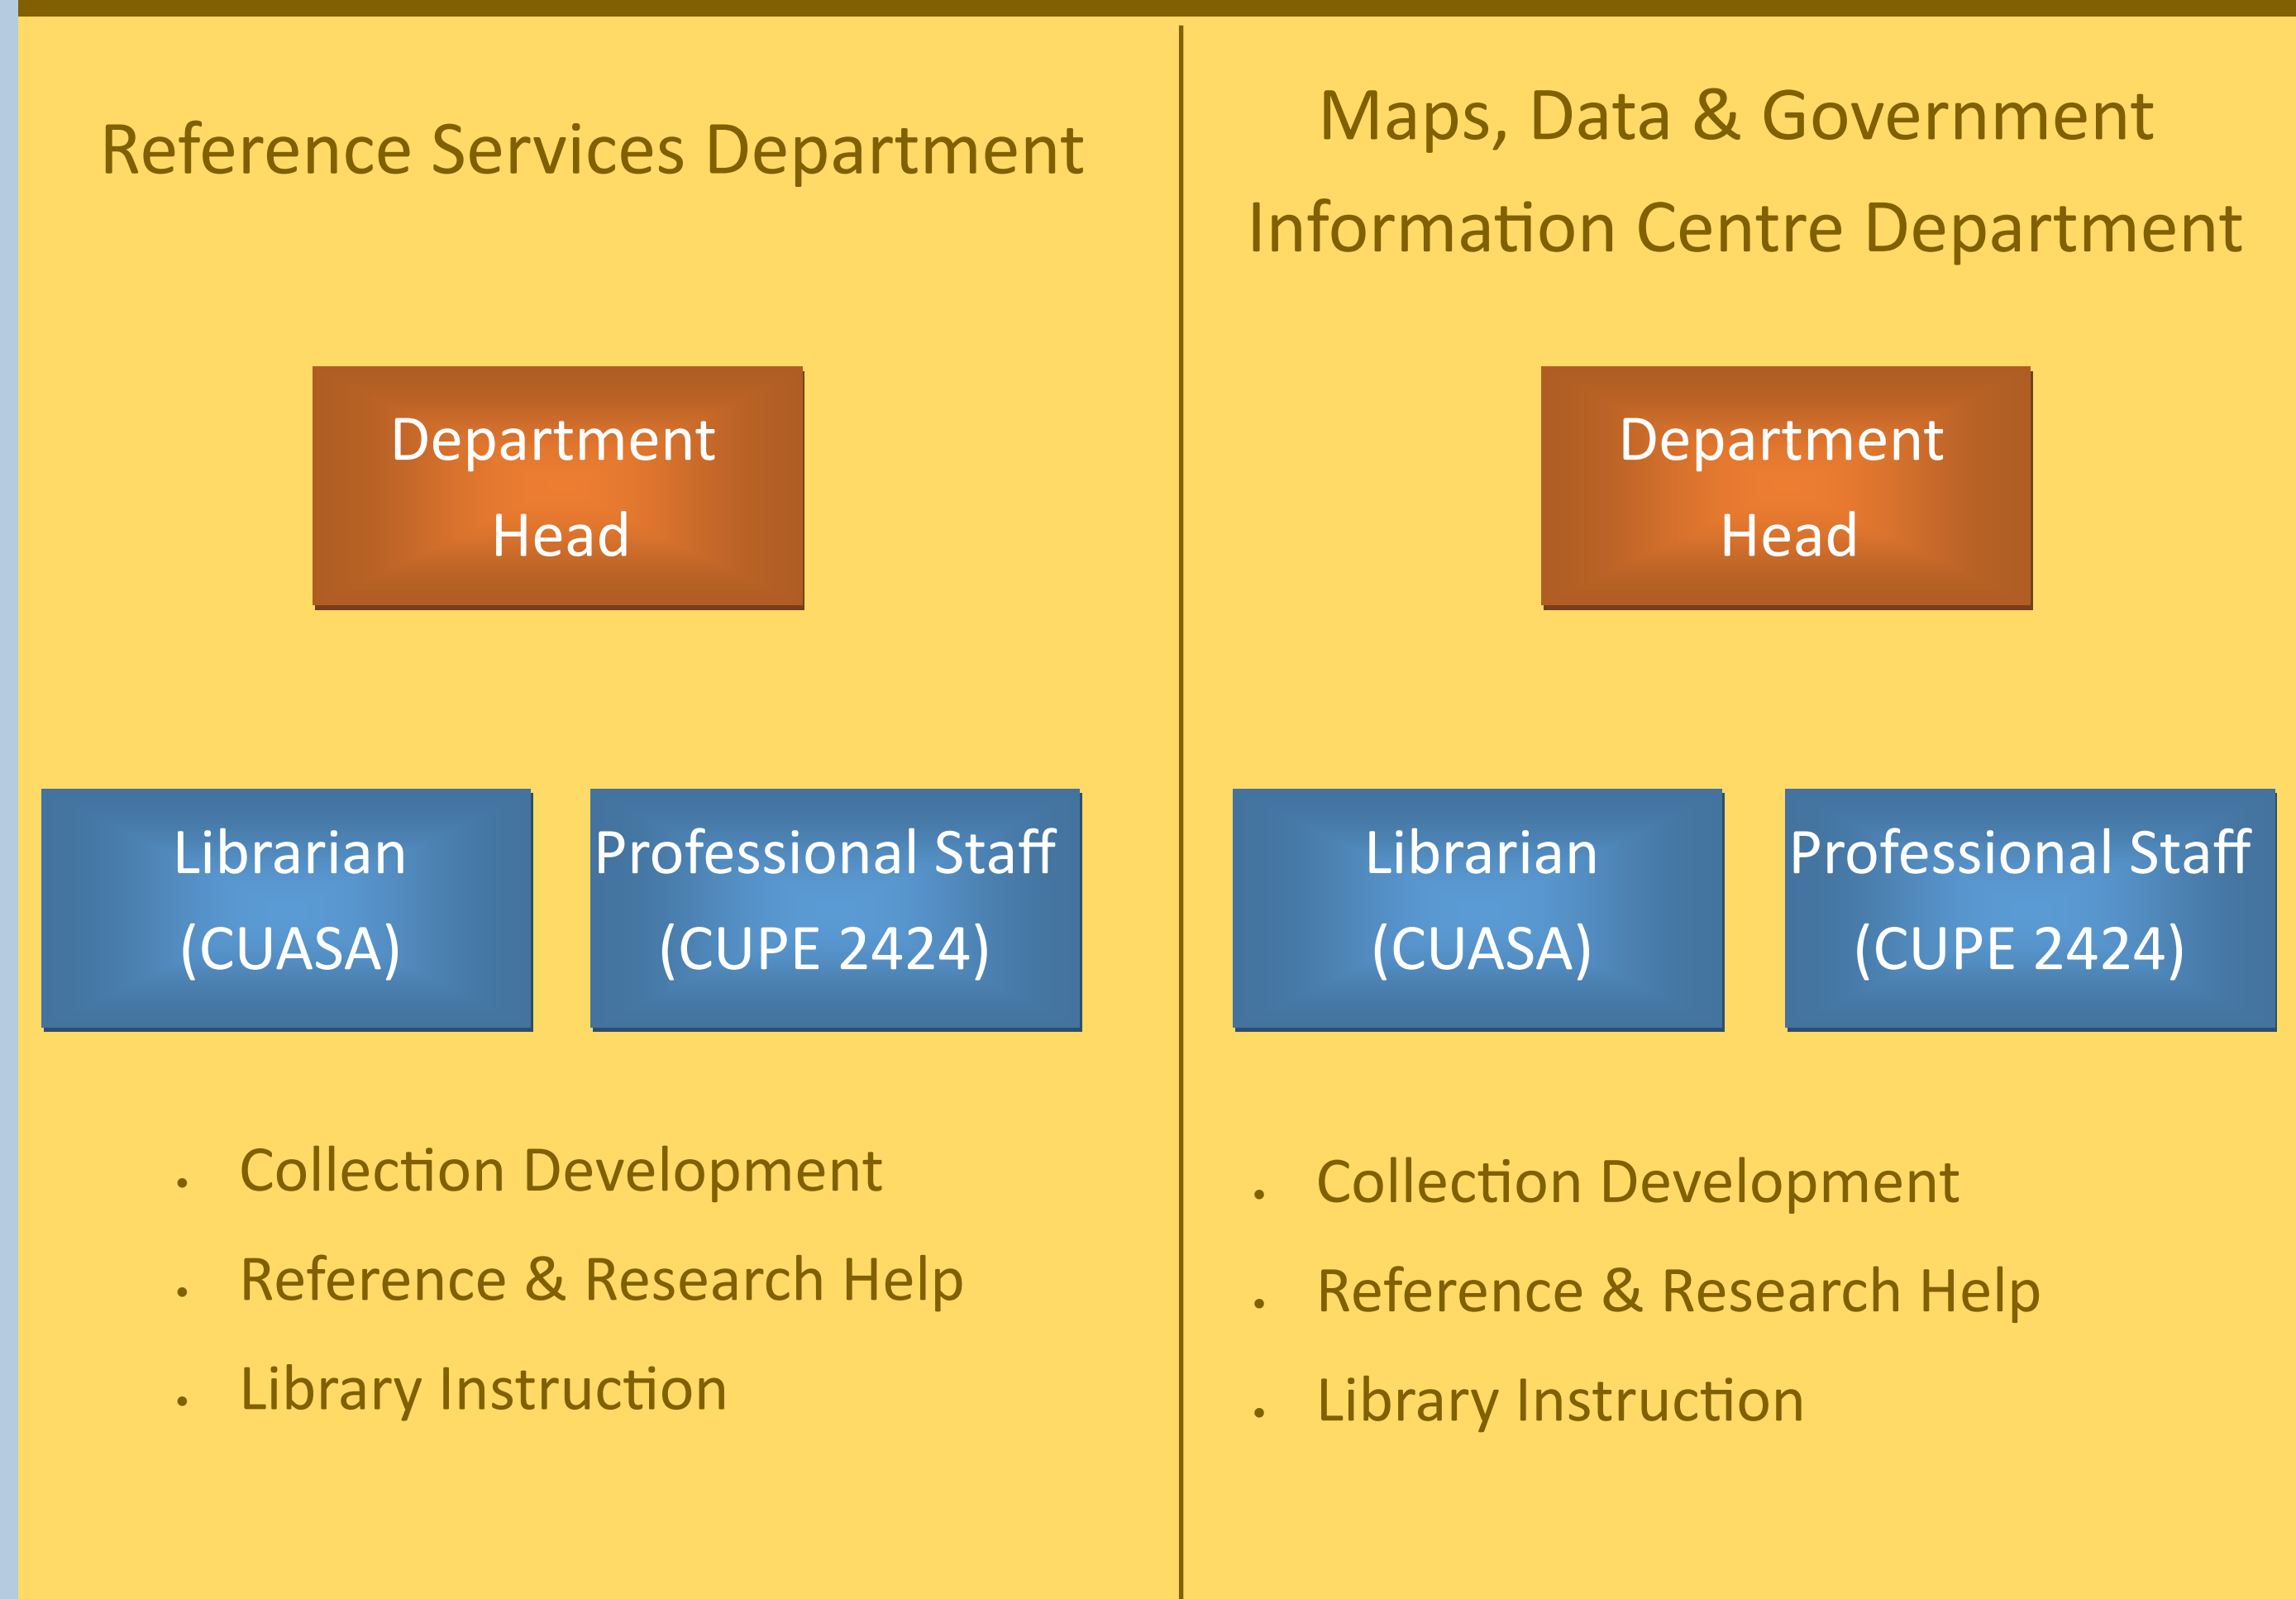 Reference Services Department
Department
Head
Librarian
(CUASA)
Professional Staff
(CUPE 2424)
• Collection Development
• Reference & Research Help
• Library Instruction
Maps, Data & Government
Information Centre Department
Department
Head
Librarian
(CUASA)
Professional Staff
(CUPE 2424)
• Collection Development
• Reference & Research Help
• Library Instruction